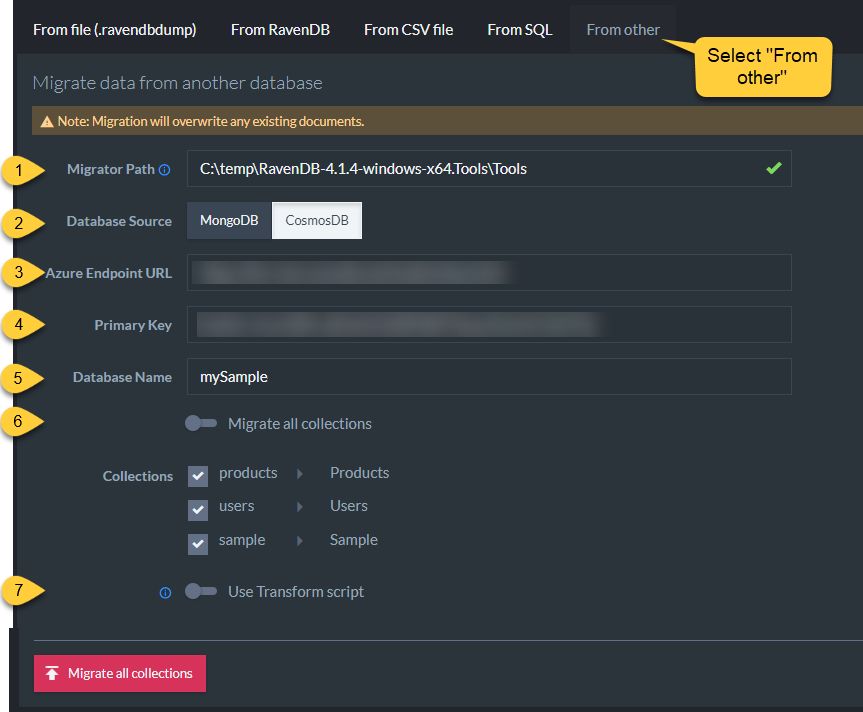 From file (.ravendbdump) From RavenDB From CSV file From SQL From other
Select "From
other"
Migrate data from another database
Note: Migration will overwrite any existing documents.
1 Migrator Path C:\temp\RavenDB-4.1.4-windows-x64.Tools\Tools
2 Database Source MongoDB CosmosDB
3 Azure Endpoint URL
4 Primary Key
5 Database Name mySample
6 Migrate all collections
Collections products Products
users Users
sample Sample
7 Use Transform script
Migrate all collections